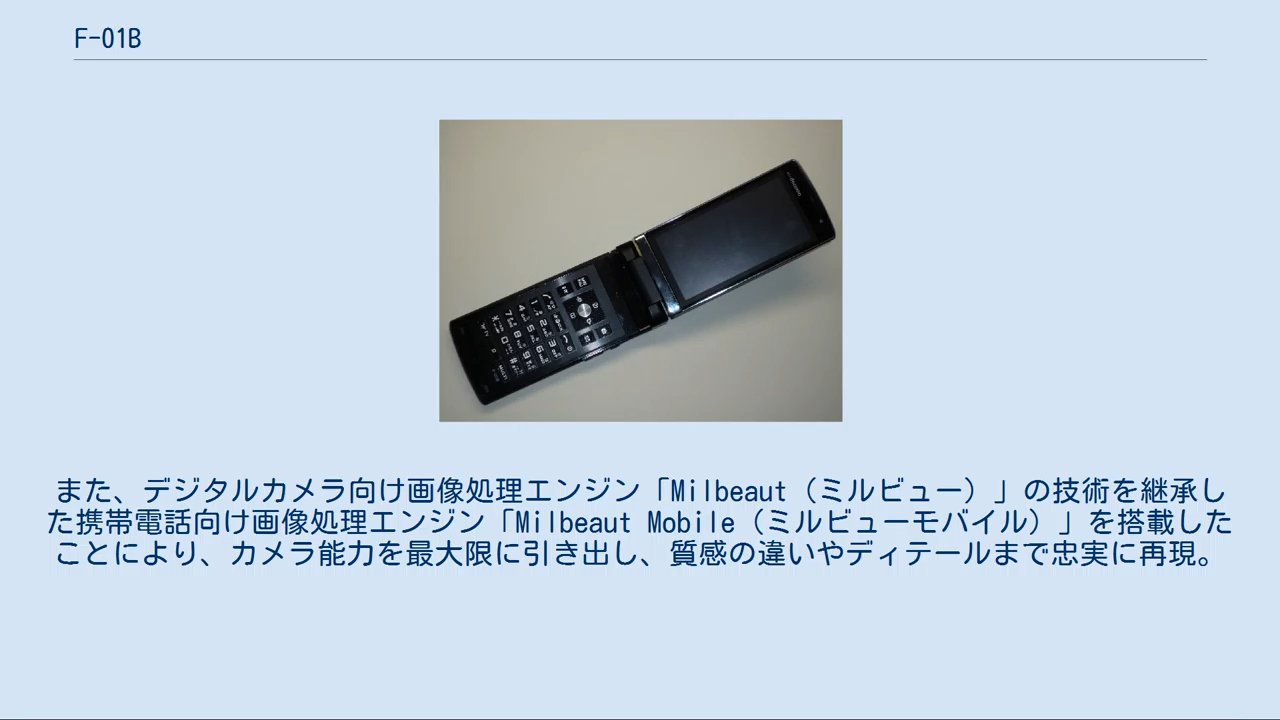 F-01B
また、デジタルカメラ向け画像処理エンジン「Milbeaut（ミルビュー）」の技術を継承し
た携帯電話向け画像処理エンジン「Milbeaut Mobile（ミルビューモバイル）」を搭載した
ことにより、カメラ能力を最大限に引き出し、質感の違いやディテールまで忠実に再現。